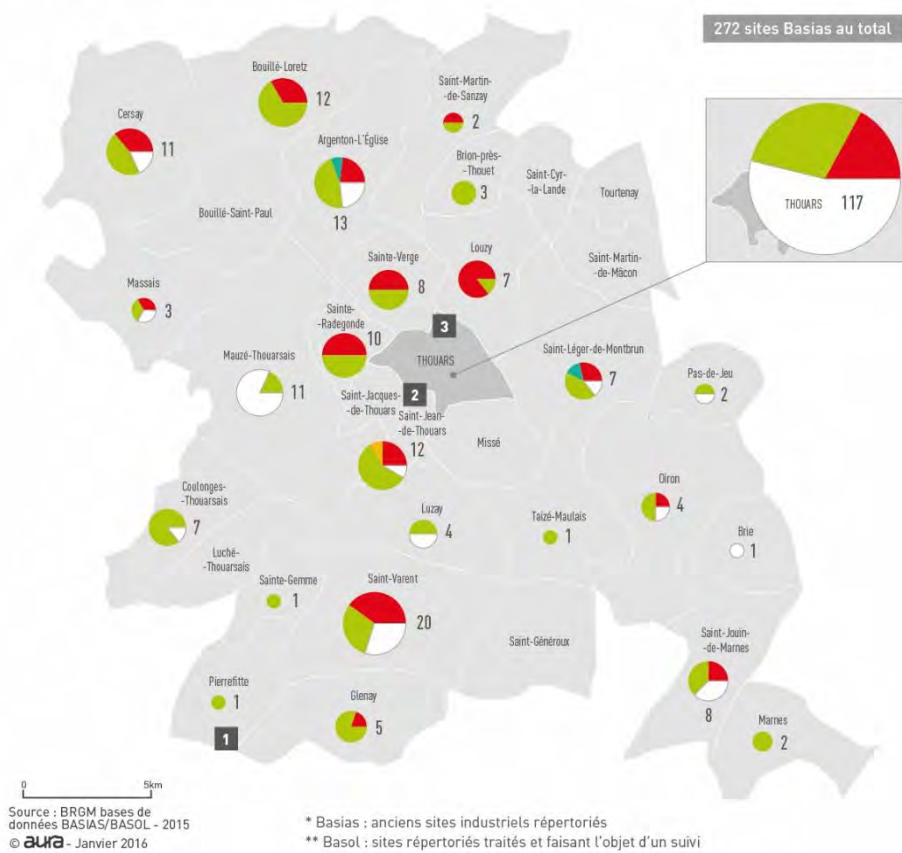 272 sites Basias au total
Bouillé-Loretz
12
Saint-Martin-
-de-Sanzay
2
Cersay
11
Argenton-L'Église
13
Brion-près-
-Thouet
3
Saint-Cyr-
-la-Lande
Tourtenay
THOUARS 117
Bouillé-Saint-Paul
Saint-Martin-
-de-Mâcon
Sainte-Verge
8
Louzy
7
Massais
3
Sainte-
-Radegonde
10
3
THOUARS
Mauzé-Thouarsais
11
2
Saint-Léger-de-Montbrun
7
Pas-de-Jeu
2
Saint-Jacques-
-de-Thouars
Saint-Jean-
-de-Thouars
12
Missé
Coulonges-
-Thouarsais
7
Luzay
4
Taizé-Maulais
1
Oiron
4
Brie
1
Luché-
-Thouarsais
Sainte-Gemme
1
Saint-Varent
20
Saint-Généroux
Saint-Jouin-
-de-Marnes
8
Pierrefitte
1
1
Glenay
5
Marnes
2
0 5km
Source : BRGM bases de
données BASIAS/BASOL - 2015
© aura - Janvier 2016
* Basias : anciens sites industriels répertoriés
** Basol : sites répertoriés traités et faisant l'objet d'un suivi